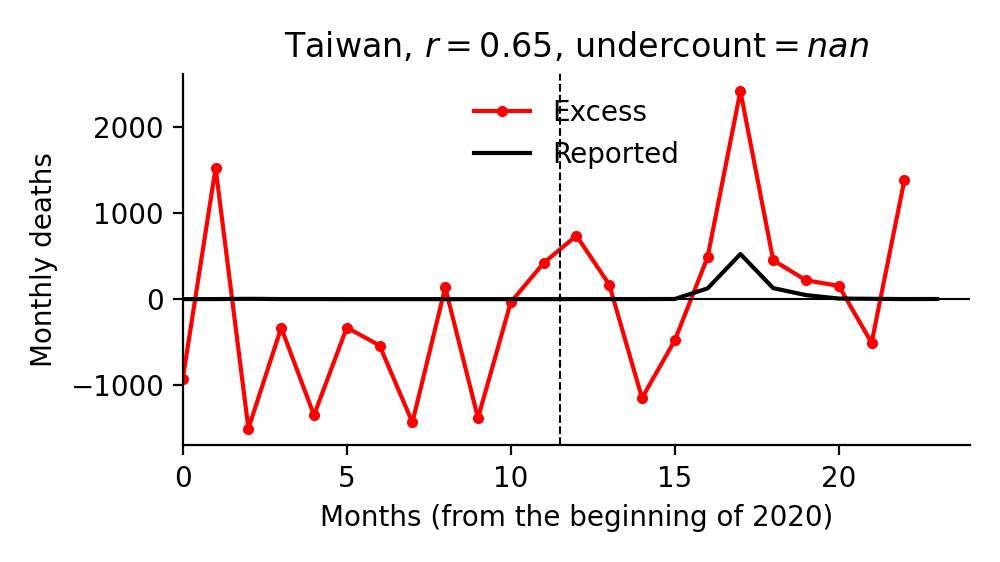 Taiwan, r = 0.65, undercount = nan
Excess
Reported
Monthly deaths
2000
1000
0
−1000
0 5 10 15 20
Months (from the beginning of 2020)